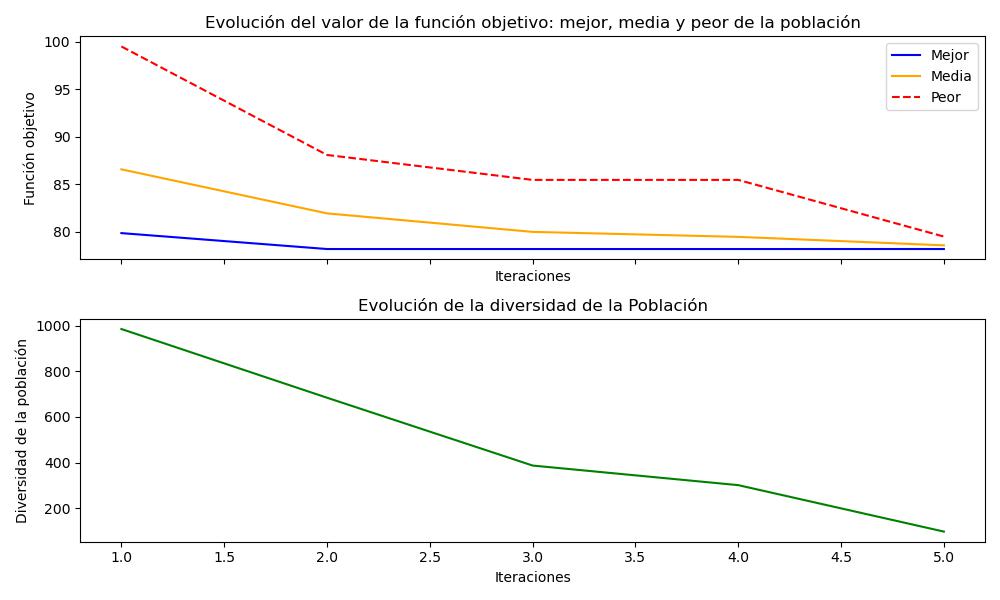 Evolución del valor de la función objetivo: mejor, media y peor de la población
100
95
90
85
80
Función objetivo
Mejor
Media
Peor
Iteraciones
Evolución de la diversidad de la Población
1000
800
600
400
200
Diversidad de la población
1.0 1.5 2.0 2.5 3.0 3.5 4.0 4.5 5.0
Iteraciones